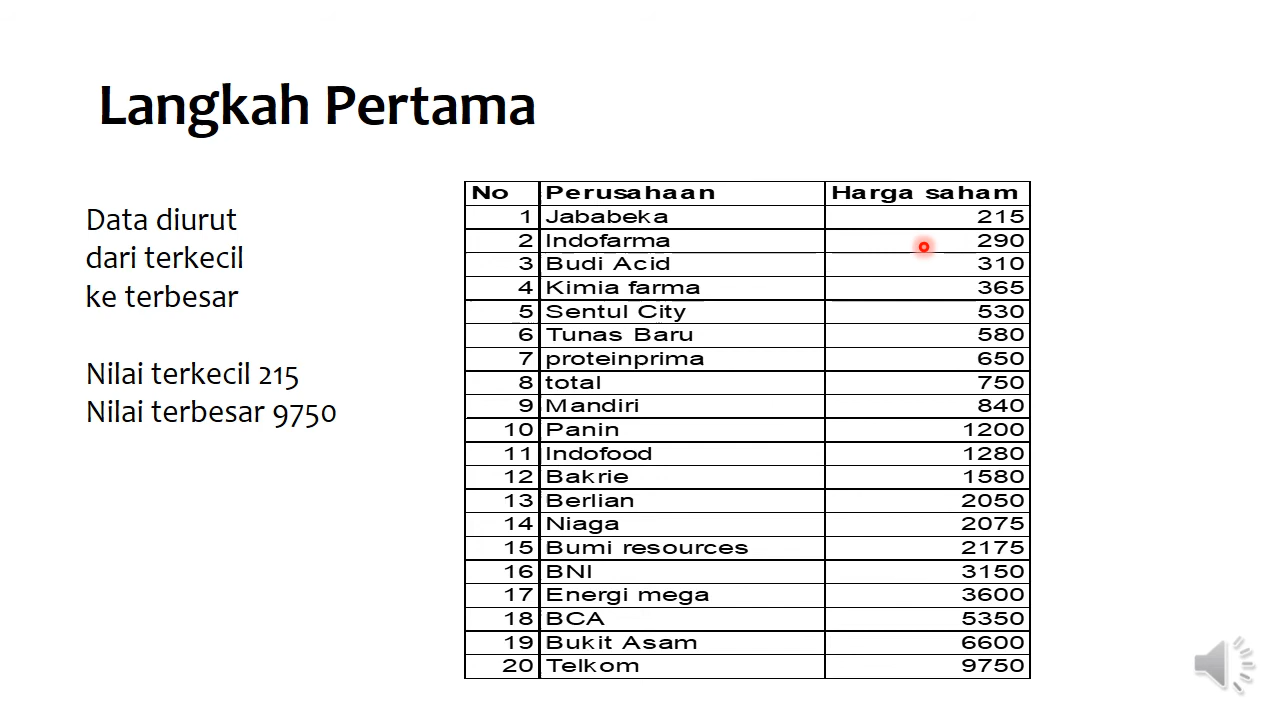 Langkah Pertama
Data diurut
dari terkecil
ke terbesar
Nilai terkecil 215
Nilai terbesar 9750
No Perusahaan Harga saham
1 Jababeka 215
2 Indofarma 290
3 Budi Acid 310
4 Kimia farma 365
5 Sentul City 530
6 Tunas Baru 580
7 proteinprima 650
8 total 750
9 Mandiri 840
10 Panin 1200
11 Indofood 1280
12 Bakrie 1580
13 Berlian 2050
14 Niaga 2075
15 Bumi resources 2175
16 BNI 3150
17 Energi mega 3600
18 BCA 5350
19 Bukit Asam 6600
20 Telkom 9750